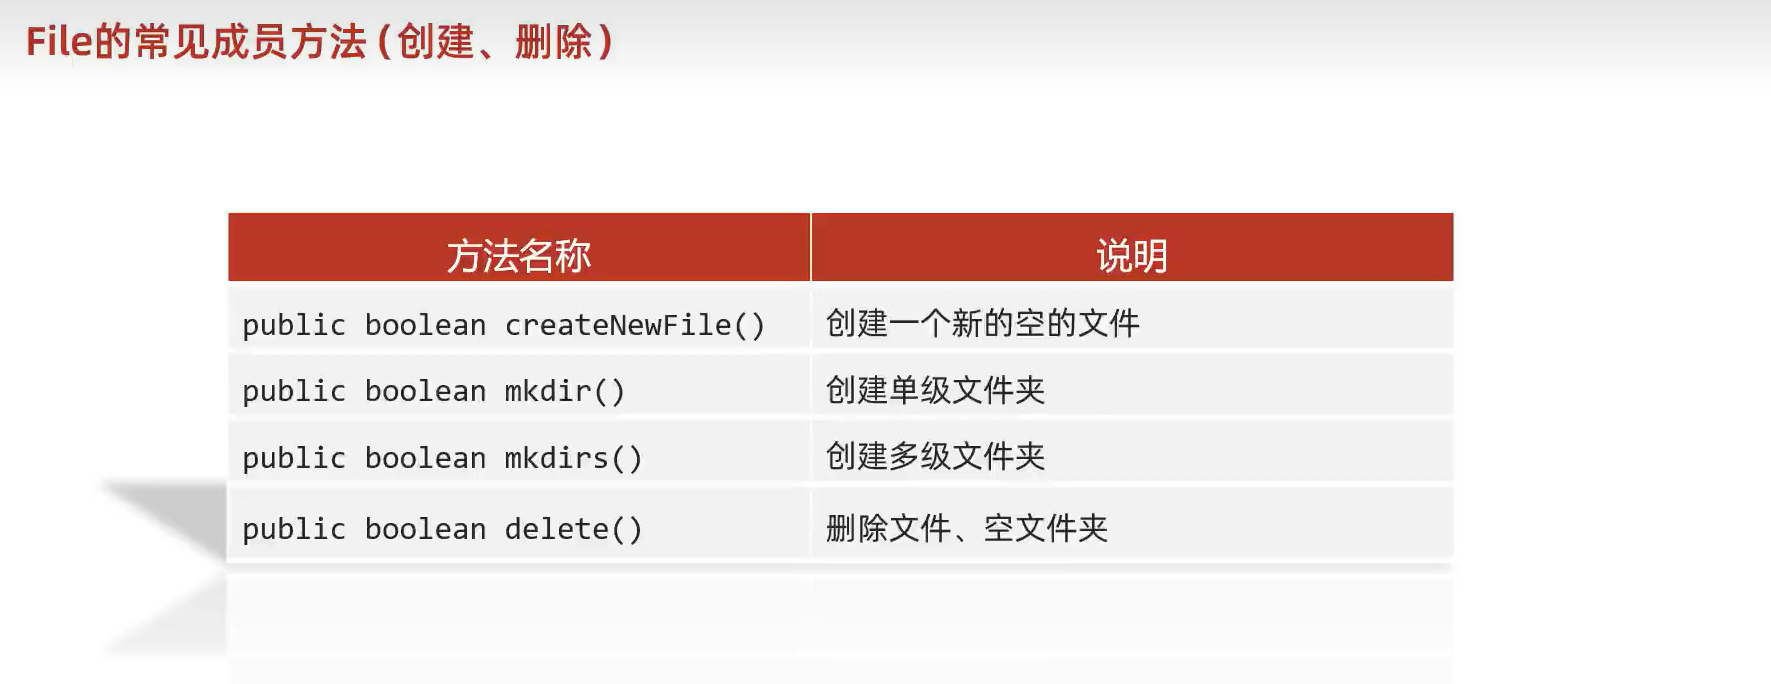 File的常见成员方法(创建、删除)
方法名称 说明
public boolean createNewFile() 创建一个新的空的文件
public boolean mkdir() 创建单级文件夹
public boolean mkdirs() 创建多级文件夹
public boolean delete() 删除文件、空文件夹